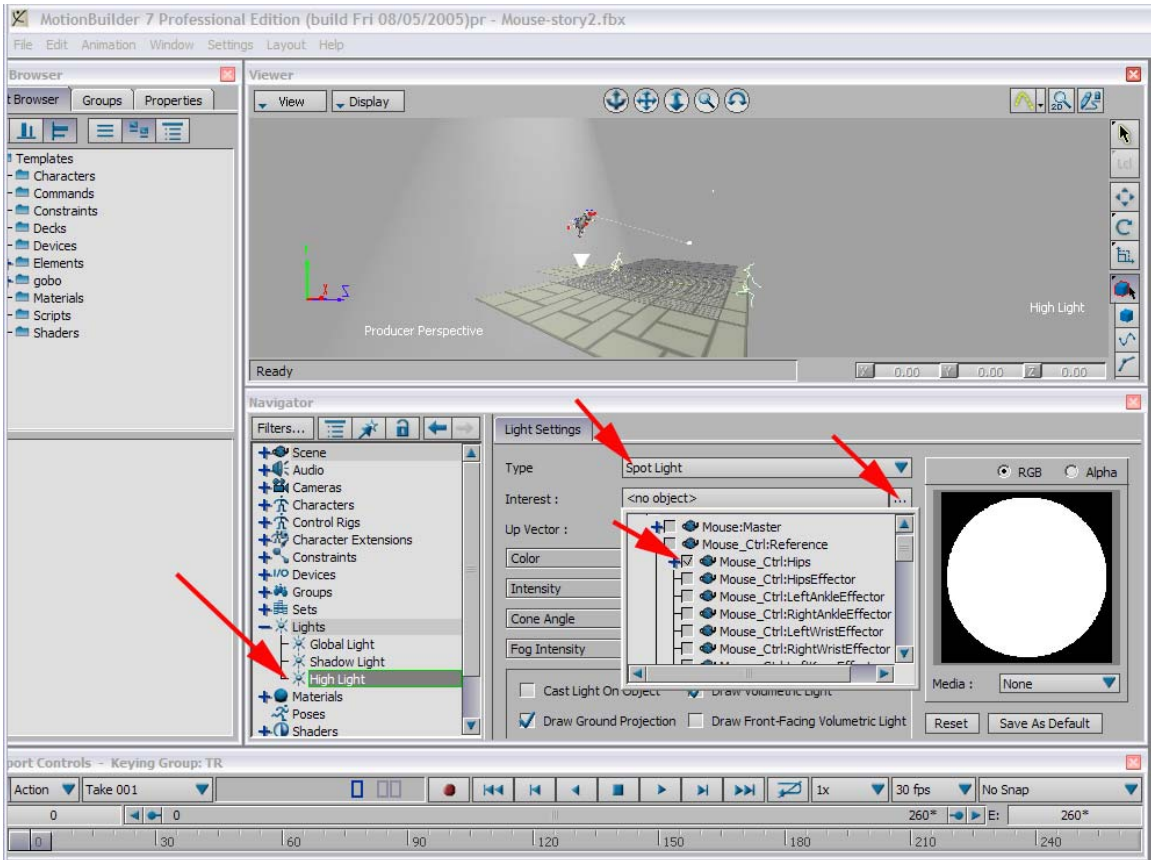 MotionBuilder 7 Professional Edition (build Fri 08/05/2005)pr - Mouse-story2.fbx
File Edit Animation Window Settings Layout Help
Browser
t Browser Groups Properties
Templates
Characters
Commands
Constraints
Decks
Devices
Elements
gobo
Materials
Scripts
Shaders
Viewer
View Display
2D
Lcl
Y
X Z
Producer Perspective
High Light
Ready
X 0.00 Y 0.00 Z 0.00
Navigator
Filters...
Scene
Audio
Cameras
Characters
Control Rigs
Character Extensions
Constraints
I/O Devices
Groups
Sets
Lights
Global Light
Shadow Light
High Light
Materials
Poses
Shaders
Light Settings
Type Spot Light
Interest : <no object> ...
Up Vector :
Color
Intensity
Cone Angle
Fog Intensity
Mouse:Master
Mouse_Ctrl:Reference
Mouse_Ctrl:Hips
Mouse_Ctrl:HipsEffector
Mouse_Ctrl:LeftAnkleEffector
Mouse_Ctrl:RightAnkleEffector
Mouse_Ctrl:LeftWristEffector
Mouse_Ctrl:RightWristEffector
Cast Light On Object Draw Volumetric Light
Draw Ground Projection Draw Front-Facing Volumetric Light
RGB Alpha
Media : None
Reset Save As Default
port Controls - Keying Group: TR
Action Take 001 1x 30 fps No Snap
0 0 260* E: 260*
0 30 60 90 120 150 180 210 240